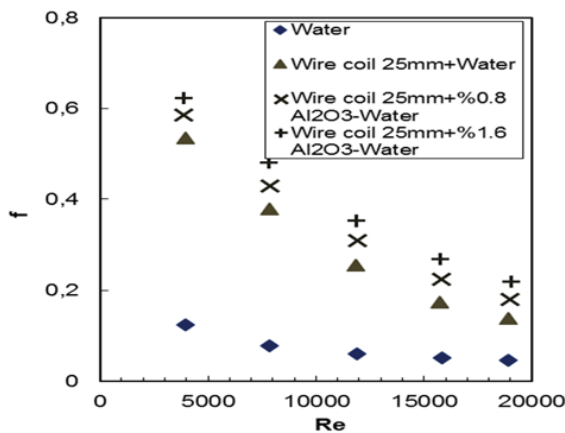 Water
Wire coil 25mm+Water
Wire coil 25mm+%0.8
Al2O3-Water
Wire coil 25mm+%1.6
Al2O3-Water
0,8
0,6
0,4
0,2
0
f
0 5000 10000 15000 20000
Re